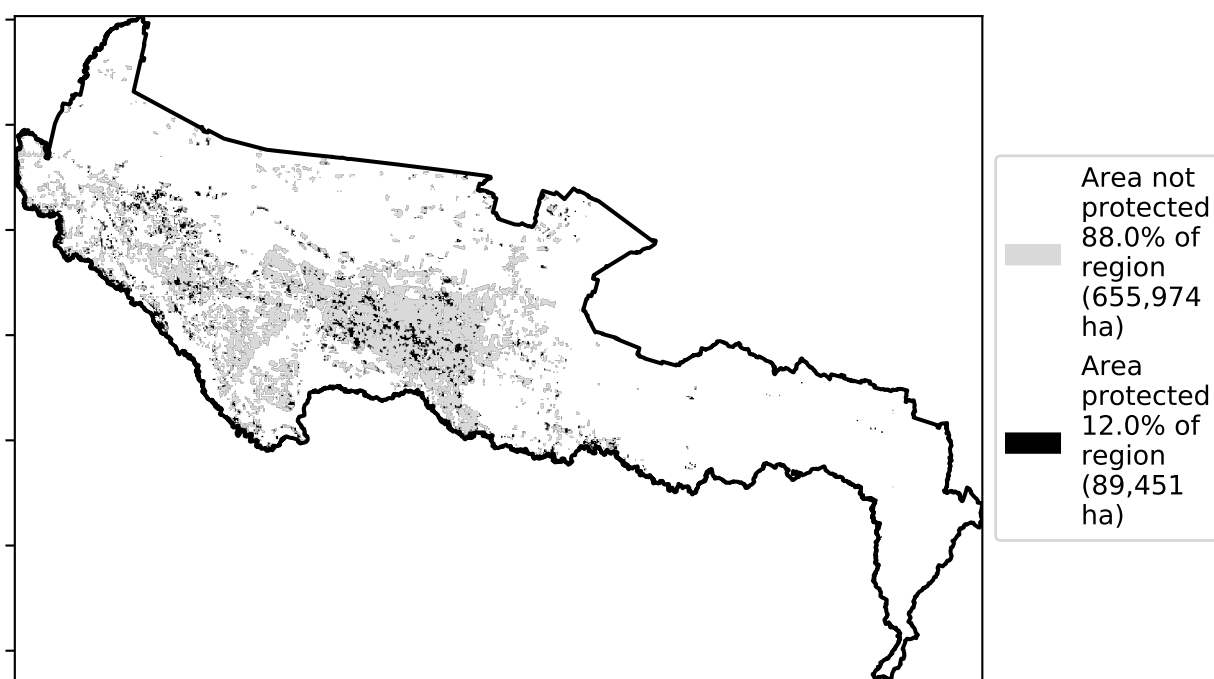 Area not
protected
88.0% of
region
(655,974
ha)
Area
protected
12.0% of
region
(89,451
ha)